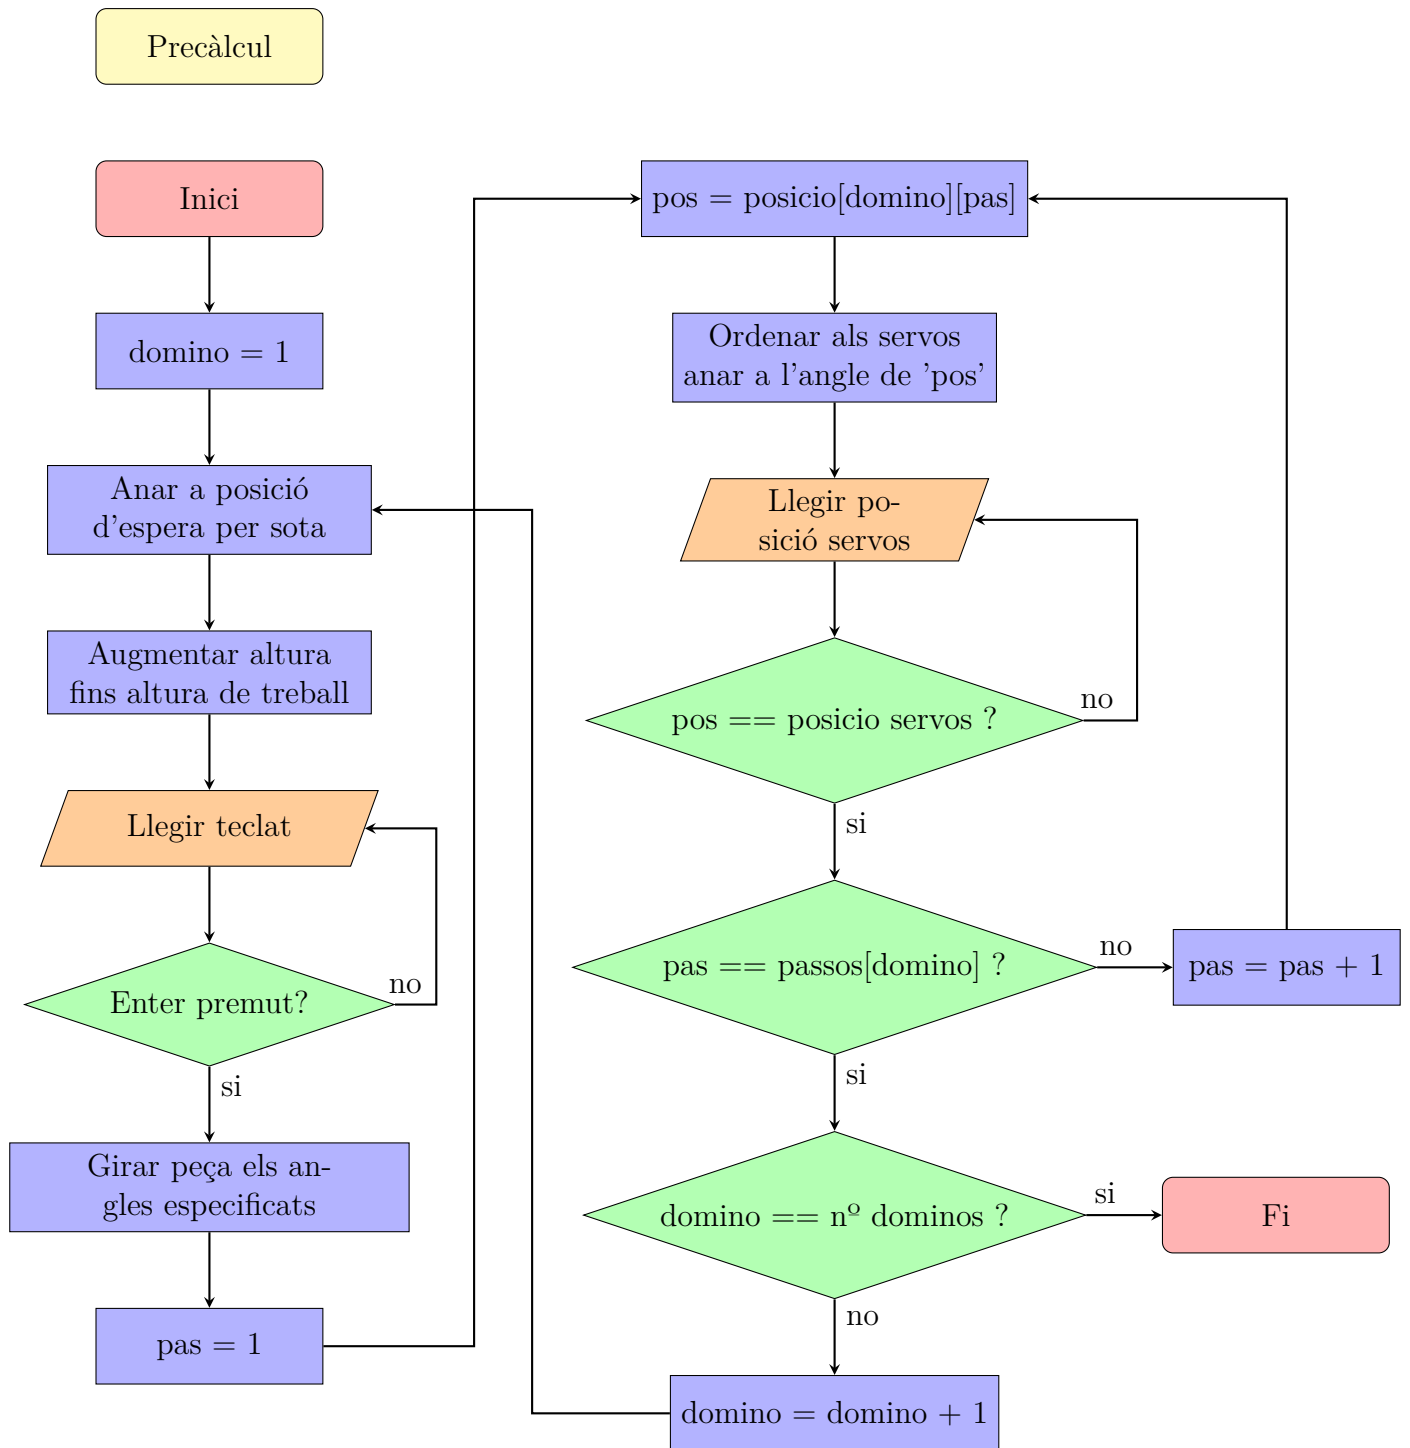 Precàlcul
Inici
domino = 1
Anar a posició
d'espera per sota
Augmentar altura
fins altura de treball
Llegir teclat
Enter premut?
no
si
Girar peça els an-
gles especificats
pas = 1
pos = posicio[domino][pas]
Ordenar als servos
anar a l'angle de 'pos'
Llegir po-
sició servos
pos == posicio servos ?
no
si
pas == passos[domino] ?
no
pas = pas + 1
si
domino == nº dominos ?
si
Fi
no
domino = domino + 1